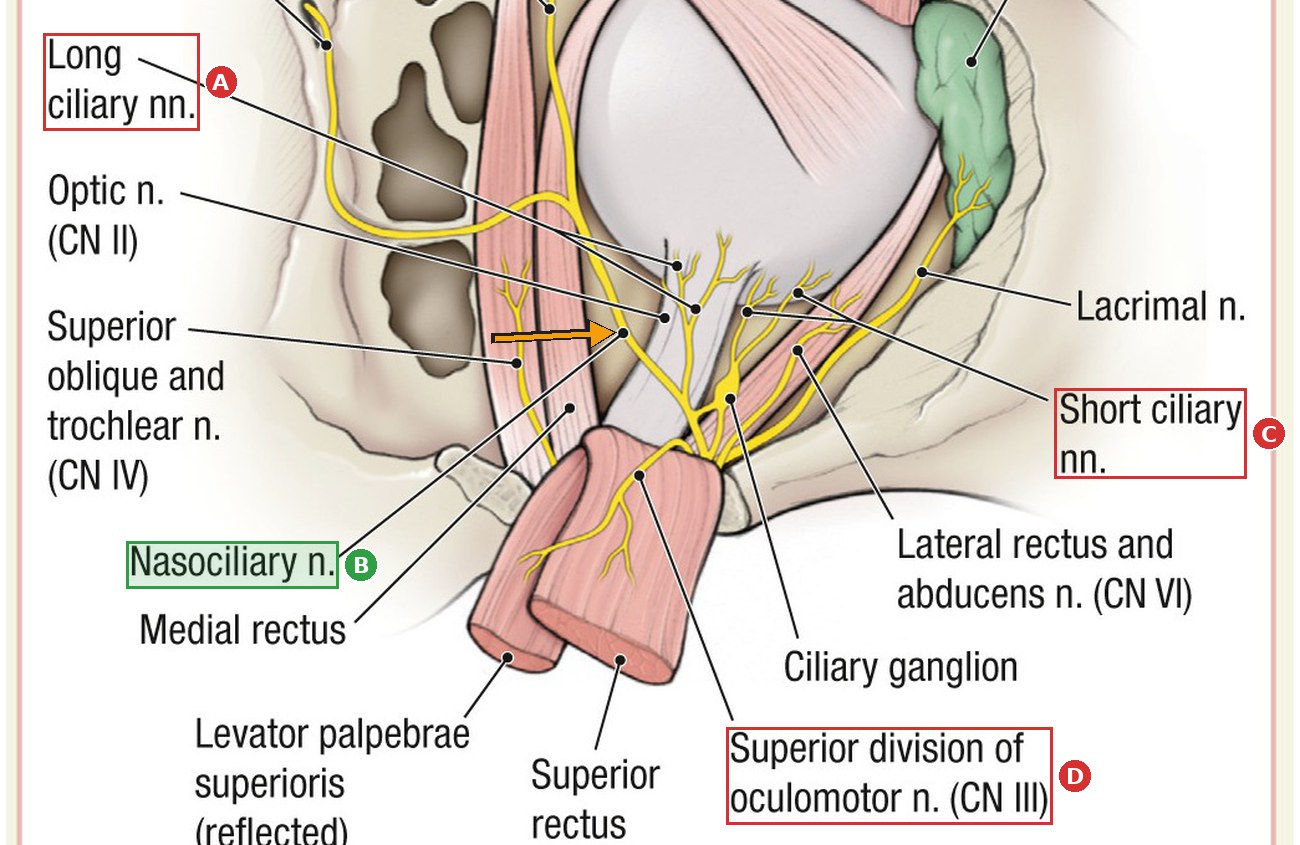 Long
ciliary nn.
A
Optic n.
(CN II)
Superior
oblique and
trochlear n.
(CN IV)
Nasociliary n.
B
Medial rectus
Levator palpebrae
superioris
(reflected)
Superior
rectus
Lacrimal n.
Short ciliary
nn.
C
Lateral rectus and
abducens n. (CN VI)
Ciliary ganglion
Superior division of
oculomotor n. (CN III)
D